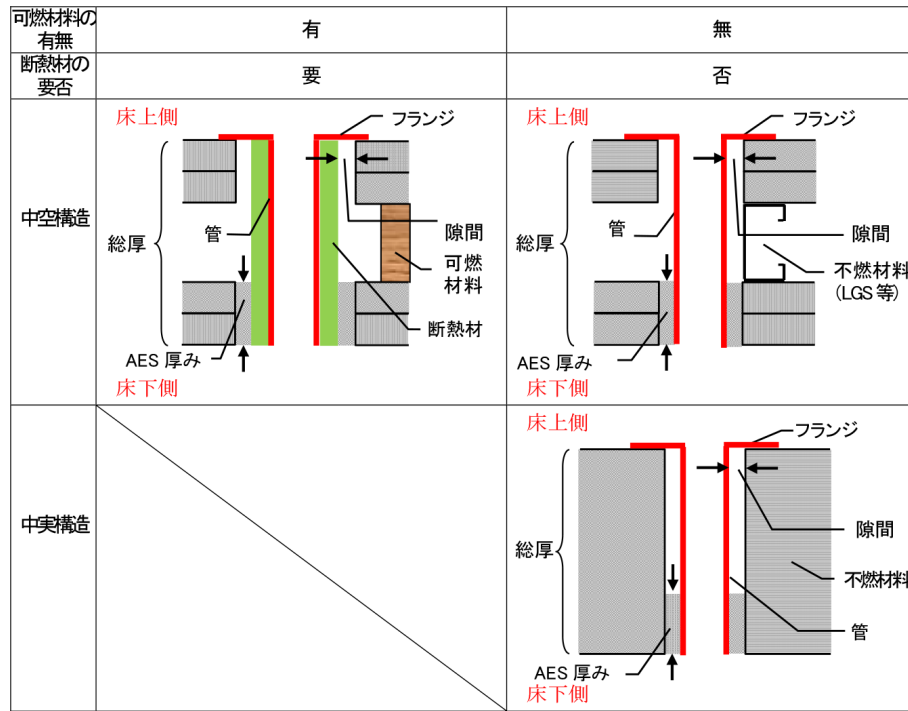 可燃材料の
有無
有
無
断熱材の
要否
要
否
中空構造
床上側
フランジ
総厚
管
隙間
可燃
材料
断熱材
AES 厚み
床下側
床上側
フランジ
総厚
管
隙間
不燃材料
(LGS 等)
AES 厚み
床下側
中実構造
床上側
フランジ
総厚
隙間
不燃材料
管
AES 厚み
床下側